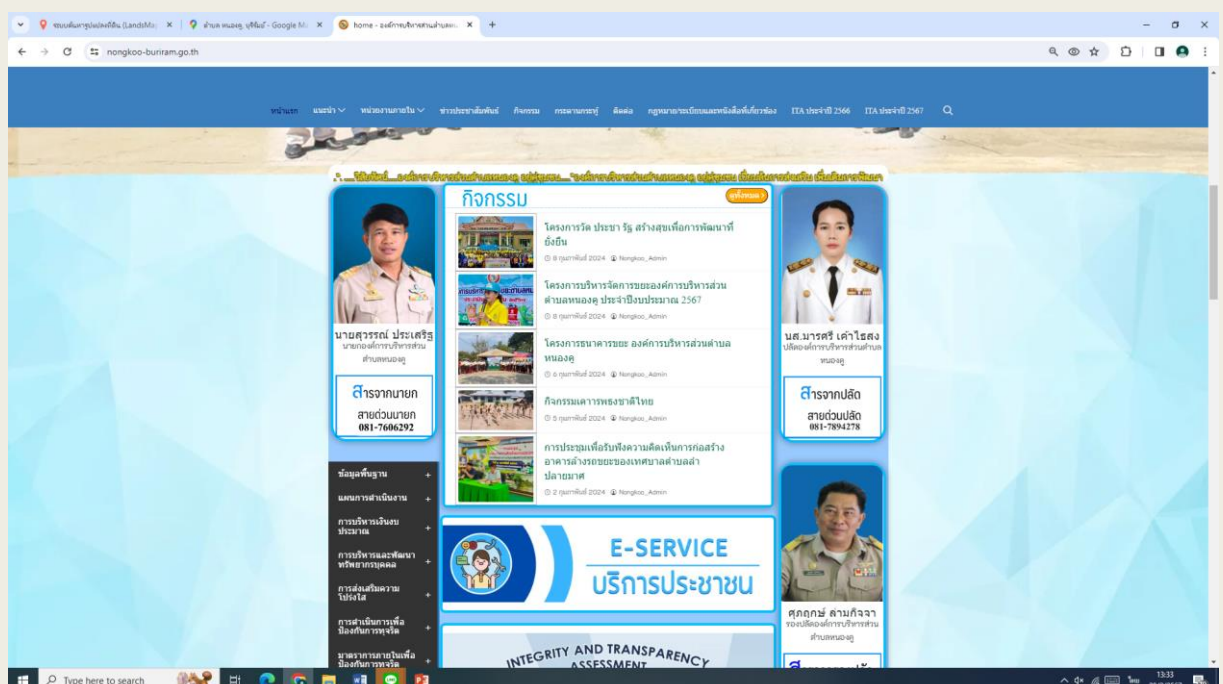 ตำบล หนองคู บุรีรัมย์ - Google M
home - องค์การบริหารส่วนตำบลหน...
nongkoo-buriram.go.th
หน้าแรก แนะนำ หน่วยงานภายใน ข่าวประชาสัมพันธ์ กิจกรรม กระดานกระทู้ ติดต่อ กฎหมายระเบียบและหนังสือที่เกี่ยวข้อง ITA ประจำปี 2566 ITA ประจำปี 2567
กิจกรรม
ดูทั้งหมด
โครงการวัด ประชา รัฐ สร้างสุขเพื่อการพัฒนาที่
ยั่งยืน
8 กุมภาพันธ์ 2024 Nongkoo_Admin
โครงการบริหารจัดการขยะองค์การบริหารส่วน
ตำบลหนองคู ประจำปีงบประมาณ 2567
8 กุมภาพันธ์ 2024 Nongkoo_Admin
โครงการธนาคารขยะ องค์การบริหารส่วนตำบล
หนองคู
6 กุมภาพันธ์ 2024 Nongkoo_Admin
กิจกรรมเคารพธงชาติไทย
5 กุมภาพันธ์ 2024 Nongkoo_Admin
การประชุมเพื่อรับฟังความคิดเห็นการก่อสร้าง
อาคารล้างรถขยะของเทศบาลตำบลลำ
ปลายมาศ
2 กุมภาพันธ์ 2024 Nongkoo_Admin
นายสุวรรณ์ ประเสริฐ
นายกองค์การบริหารส่วน
ตำบลหนองคู
สารจากนายก
สายด่วนนายก
081-7606292
นส.มารศรี เค้าไธสง
ปลัดองค์การบริหารส่วนตำบล
หนองคู
สารจากปลัด
สายด่วนปลัด
081-7894278
ข้อมูลพื้นฐาน +
แผนการดำเนินงาน +
การบริหารเงินงบ
ประมาณ +
การบริหารและพัฒนา
ทรัพยากรบุคคล +
การส่งเสริมความ
โปร่งใส +
การดำเนินการเพื่อ
ป้องกันการทุจริต +
มาตราการภายในเพื่อ
ป้องกันการทุจริต +
E-SERVICE
บริการประชาชน
INTEGRITY AND TRANSPARENCY
ASSESSMENT
ศุภฤกษ์ ล่ามกิจจา
รองปลัดองค์การบริหารส่วน
ตำบลหนองคู
Type here to search
13:33